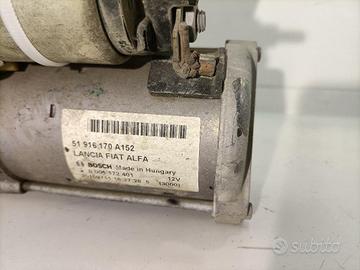 51 916 170 A152
LANCIA FIAT ALFA
BOSCH Made in Hungary
12V
subito